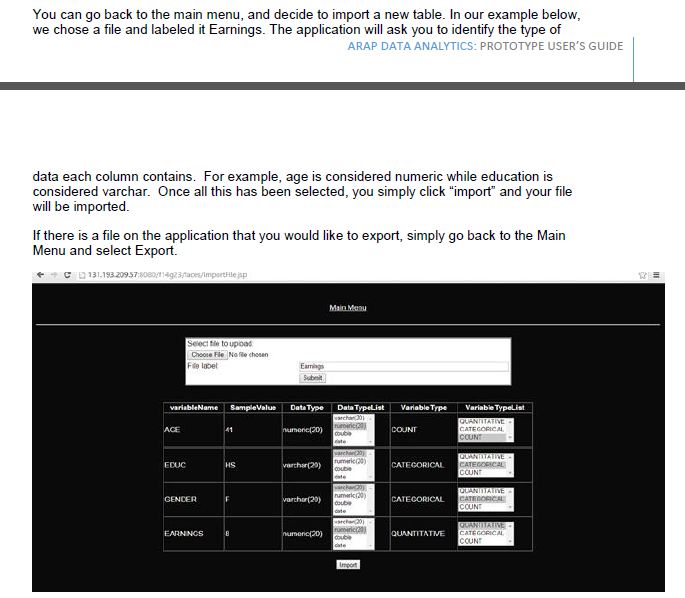 You can go back to the main menu, and decide to import a new table. In our example below,
we chose a file and labeled it Earnings. The application will ask you to identify the type of
ARAP DATA ANALYTICS: PROTOTYPE USER'S GUIDE
data each column contains.  For example, age is considered numeric while education is
considered varchar.  Once all this has been selected, you simply click “import” and your file
will be imported.
If there is a file on the application that you would like to export, simply go back to the Main
Menu and select Export.
131.193.209.57:8080/f14g23/faces/importFile.jsp
Main Menu
Select file to upload:
Choose File No file chosen
File label: Earnings
Submit
variableName SampleValue DataType DataTypeList VariableType VariableTypeList
AGE 41 numeric(20) varchar(20) numeric(20) double date COUNT QUANTITATIVE CATEGORICAL COUNT
EDUC HS varchar(20) varchar(20) numeric(20) double date CATEGORICAL QUANTITATIVE CATEGORICAL COUNT
GENDER F varchar(20) varchar(20) numeric(20) double date CATEGORICAL QUANTITATIVE CATEGORICAL COUNT
EARNINGS 8 numeric(20) varchar(20) numeric(20) double date QUANTITATIVE QUANTITATIVE CATEGORICAL COUNT
Import